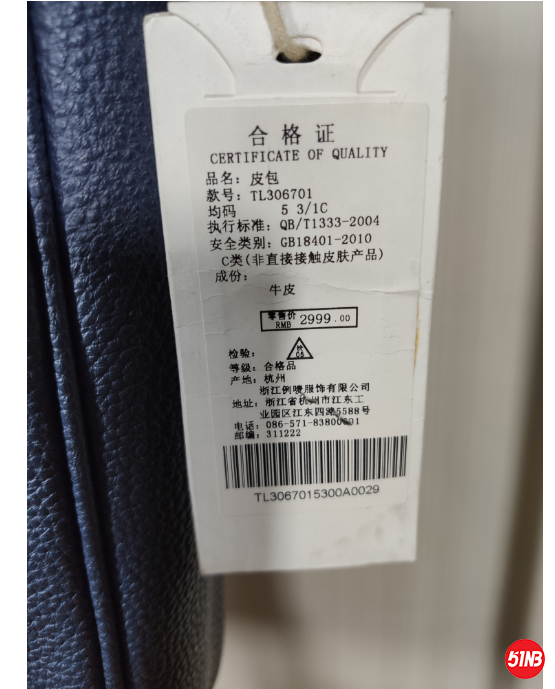 合格证
CERTIFICATE OF QUALITY
品名：皮包
款号：TL306701
均码 5 3/1C
执行标准：QB/T1333-2004
安全类别：GB18401-2010
C类(非直接接触皮肤产品)
成份：
牛皮
零售价
RMB 2999.00
检验：
08
等级：合格品
产地：杭州
浙江例唛服饰有限公司
地址：浙江省杭州市江东工
业园区江东四路5588号
电话：086-571-83800
邮编：311222
TL3067015300A0029
51NB